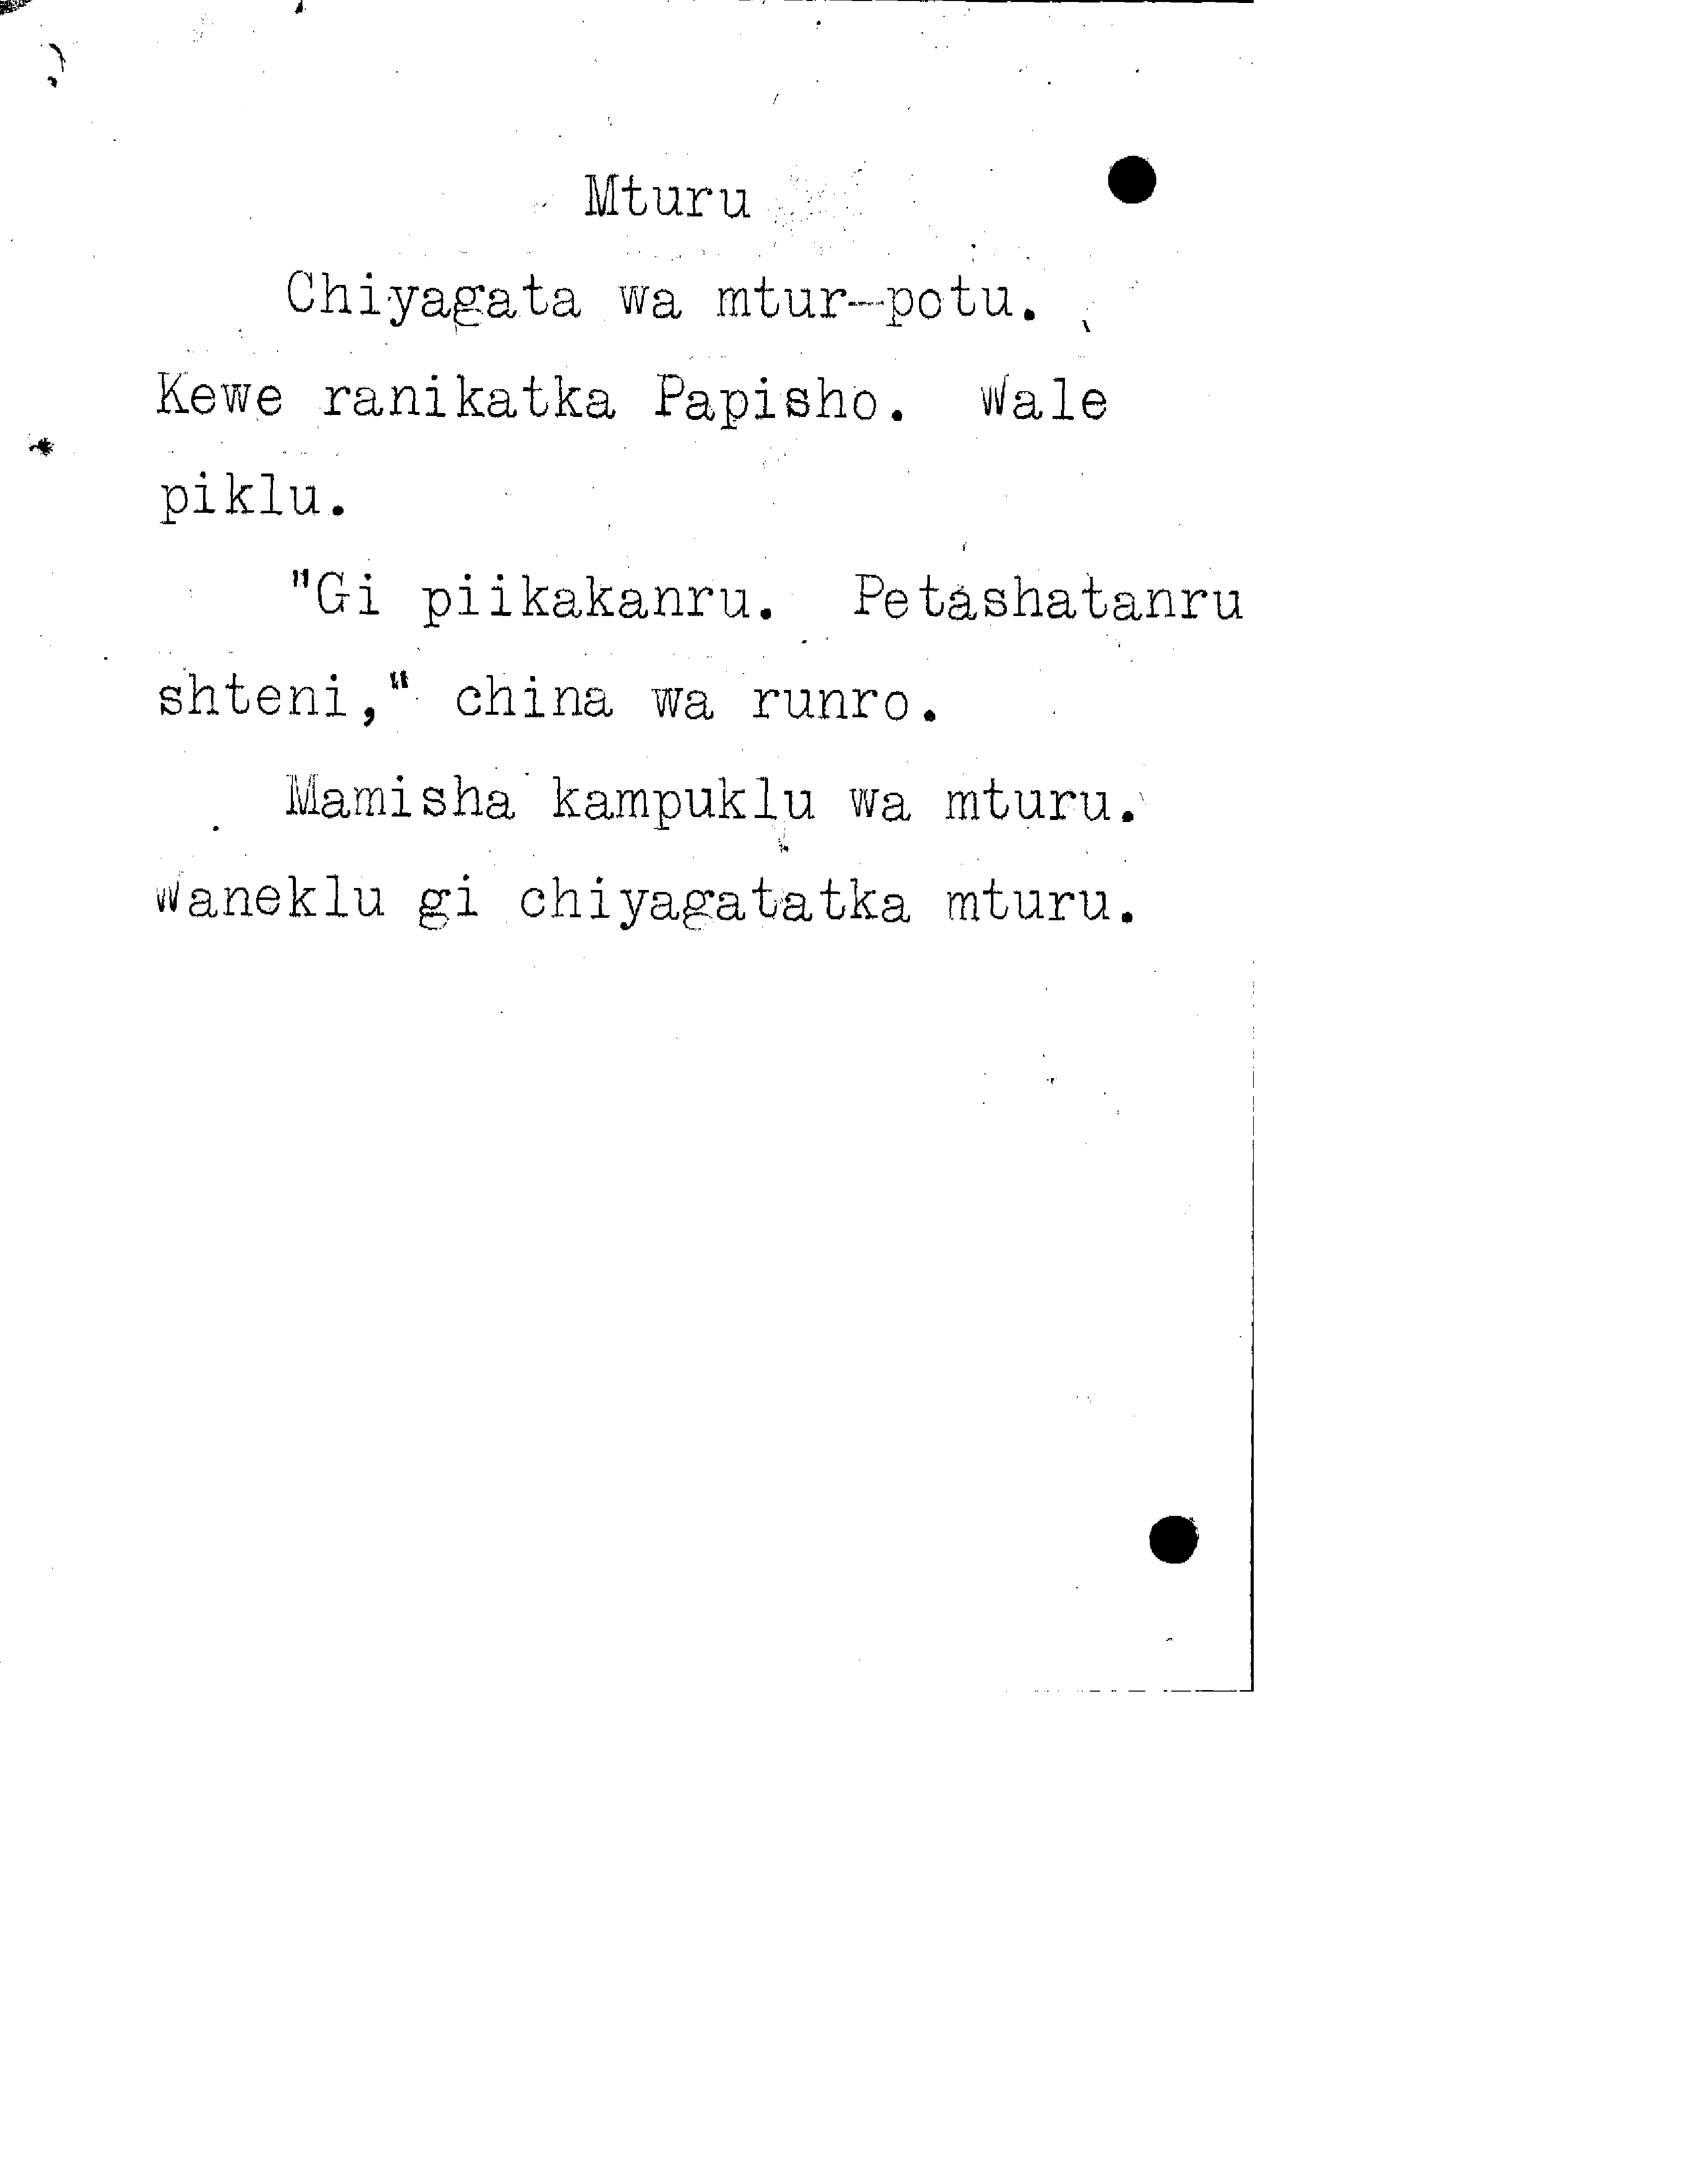 Mturu
Chiyagata wa mtur-potu.
Kewe ranikatka Papisho. Wale
piklu.
"Gi piikakanru. Petashatanru
shteni," china wa runro.
Mamisha kampuklu wa mturu.
Waneklu gi chiyagatatka mturu.